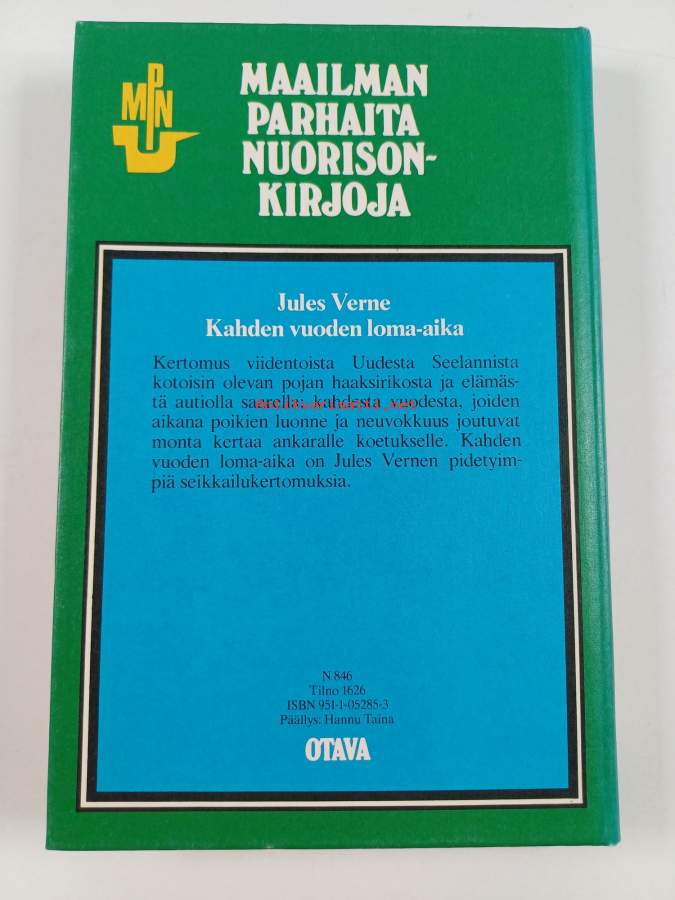 MPN
MAAILMAN
PARHAITA
NUORISON-
KIRJOJA
Jules Verne
Kahden vuoden loma-aika
Kertomus viidentoista Uudesta Seelannista
kotoisin olevan pojan haaksirikosta ja elämäs-
tä autiolla saarella: kahdesta vuodesta, joiden
aikana poikien luonne ja neuvokkuus joutuvat
monta kertaa ankaralle koetukselle. Kahden
vuoden loma-aika on Jules Vernen pidetyim-
piä seikkailukertomuksia.
N 846
Tilno 1626
ISBN 951-1-05285-3
Päällys: Hannu Taina
OTAVA